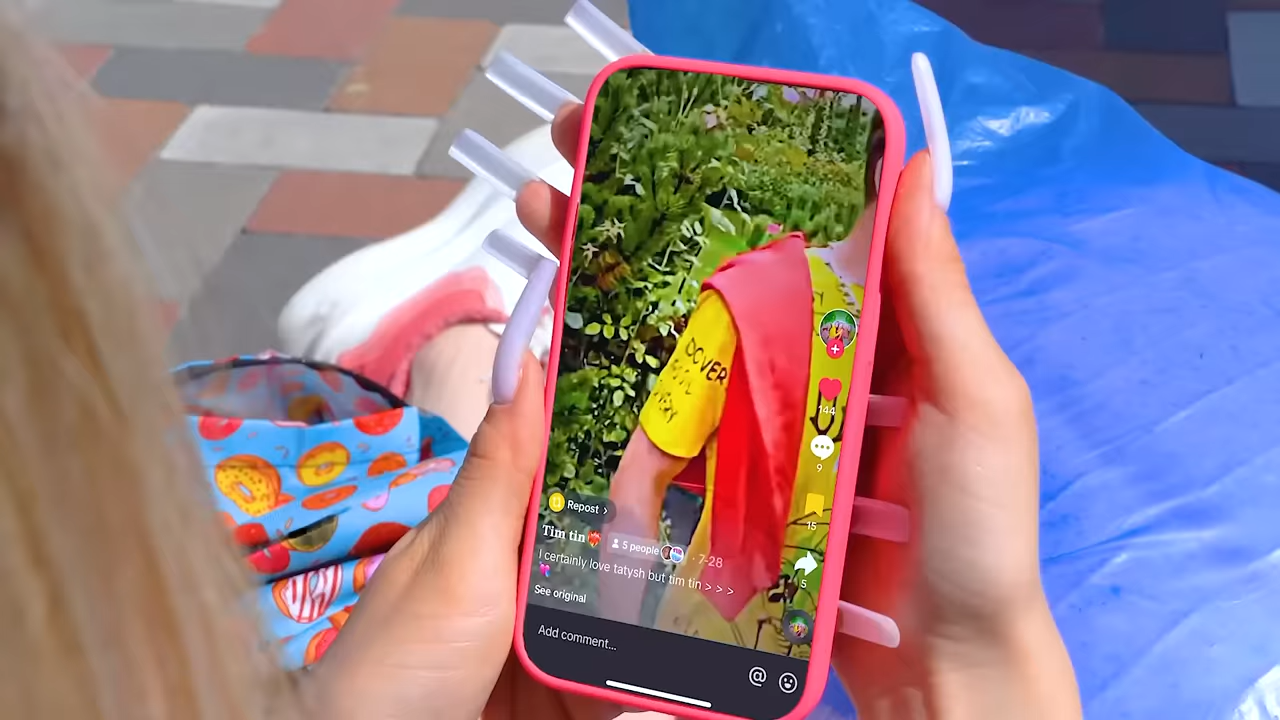 DOVER
144
9
15
5
Repost >
Tim tin❤️‍🔥
5 people · 7-28
I certainly love tatysh but tim tin > > >
💘
See original
Add comment...
@